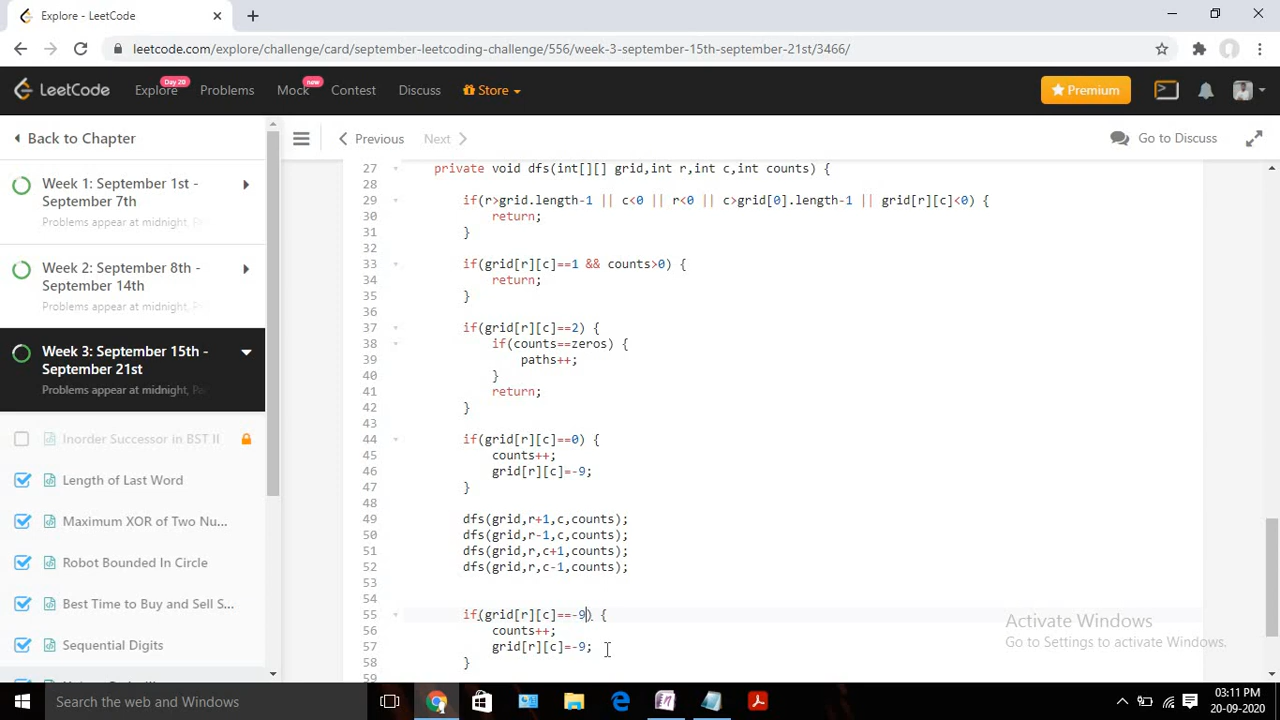 Explore - LeetCode
leetcode.com/explore/challenge/card/september-leetcoding-challenge/556/week-3-september-15th-september-21st/3466/
LeetCode Explore Day 20 Problems Mock new Contest Discuss Store Premium
Back to Chapter
Previous Next Go to Discuss
Week 1: September 1st -
September 7th
Problems appear at midnight,
Week 2: September 8th -
September 14th
Problems appear at midnight,
Week 3: September 15th -
September 21st
Problems appear at midnight,
Inorder Successor in BST II
Length of Last Word
Maximum XOR of Two Nu...
Robot Bounded In Circle
Best Time to Buy and Sell S...
Sequential Digits
27 private void dfs(int[][] grid,int r,int c,int counts) {
28
29 if(r>grid.length-1 || c<0 || r<0 || c>grid[0].length-1 || grid[r][c]<0) {
30 return;
31 }
32
33 if(grid[r][c]==1 && counts>0) {
34 return;
35 }
36
37 if(grid[r][c]==2) {
38 if(counts==zeros) {
39 paths++;
40 }
41 return;
42 }
43
44 if(grid[r][c]==0) {
45 counts++;
46 grid[r][c]=-9;
47 }
48
49 dfs(grid,r+1,c,counts);
50 dfs(grid,r-1,c,counts);
51 dfs(grid,r,c+1,counts);
52 dfs(grid,r,c-1,counts);
53
54
55 if(grid[r][c]==-9) {
56 counts++;
57 grid[r][c]=-9;
58 }
59
Activate Windows
Go to Settings to activate Windows.
Search the web and Windows
03:11 PM
20-09-2020